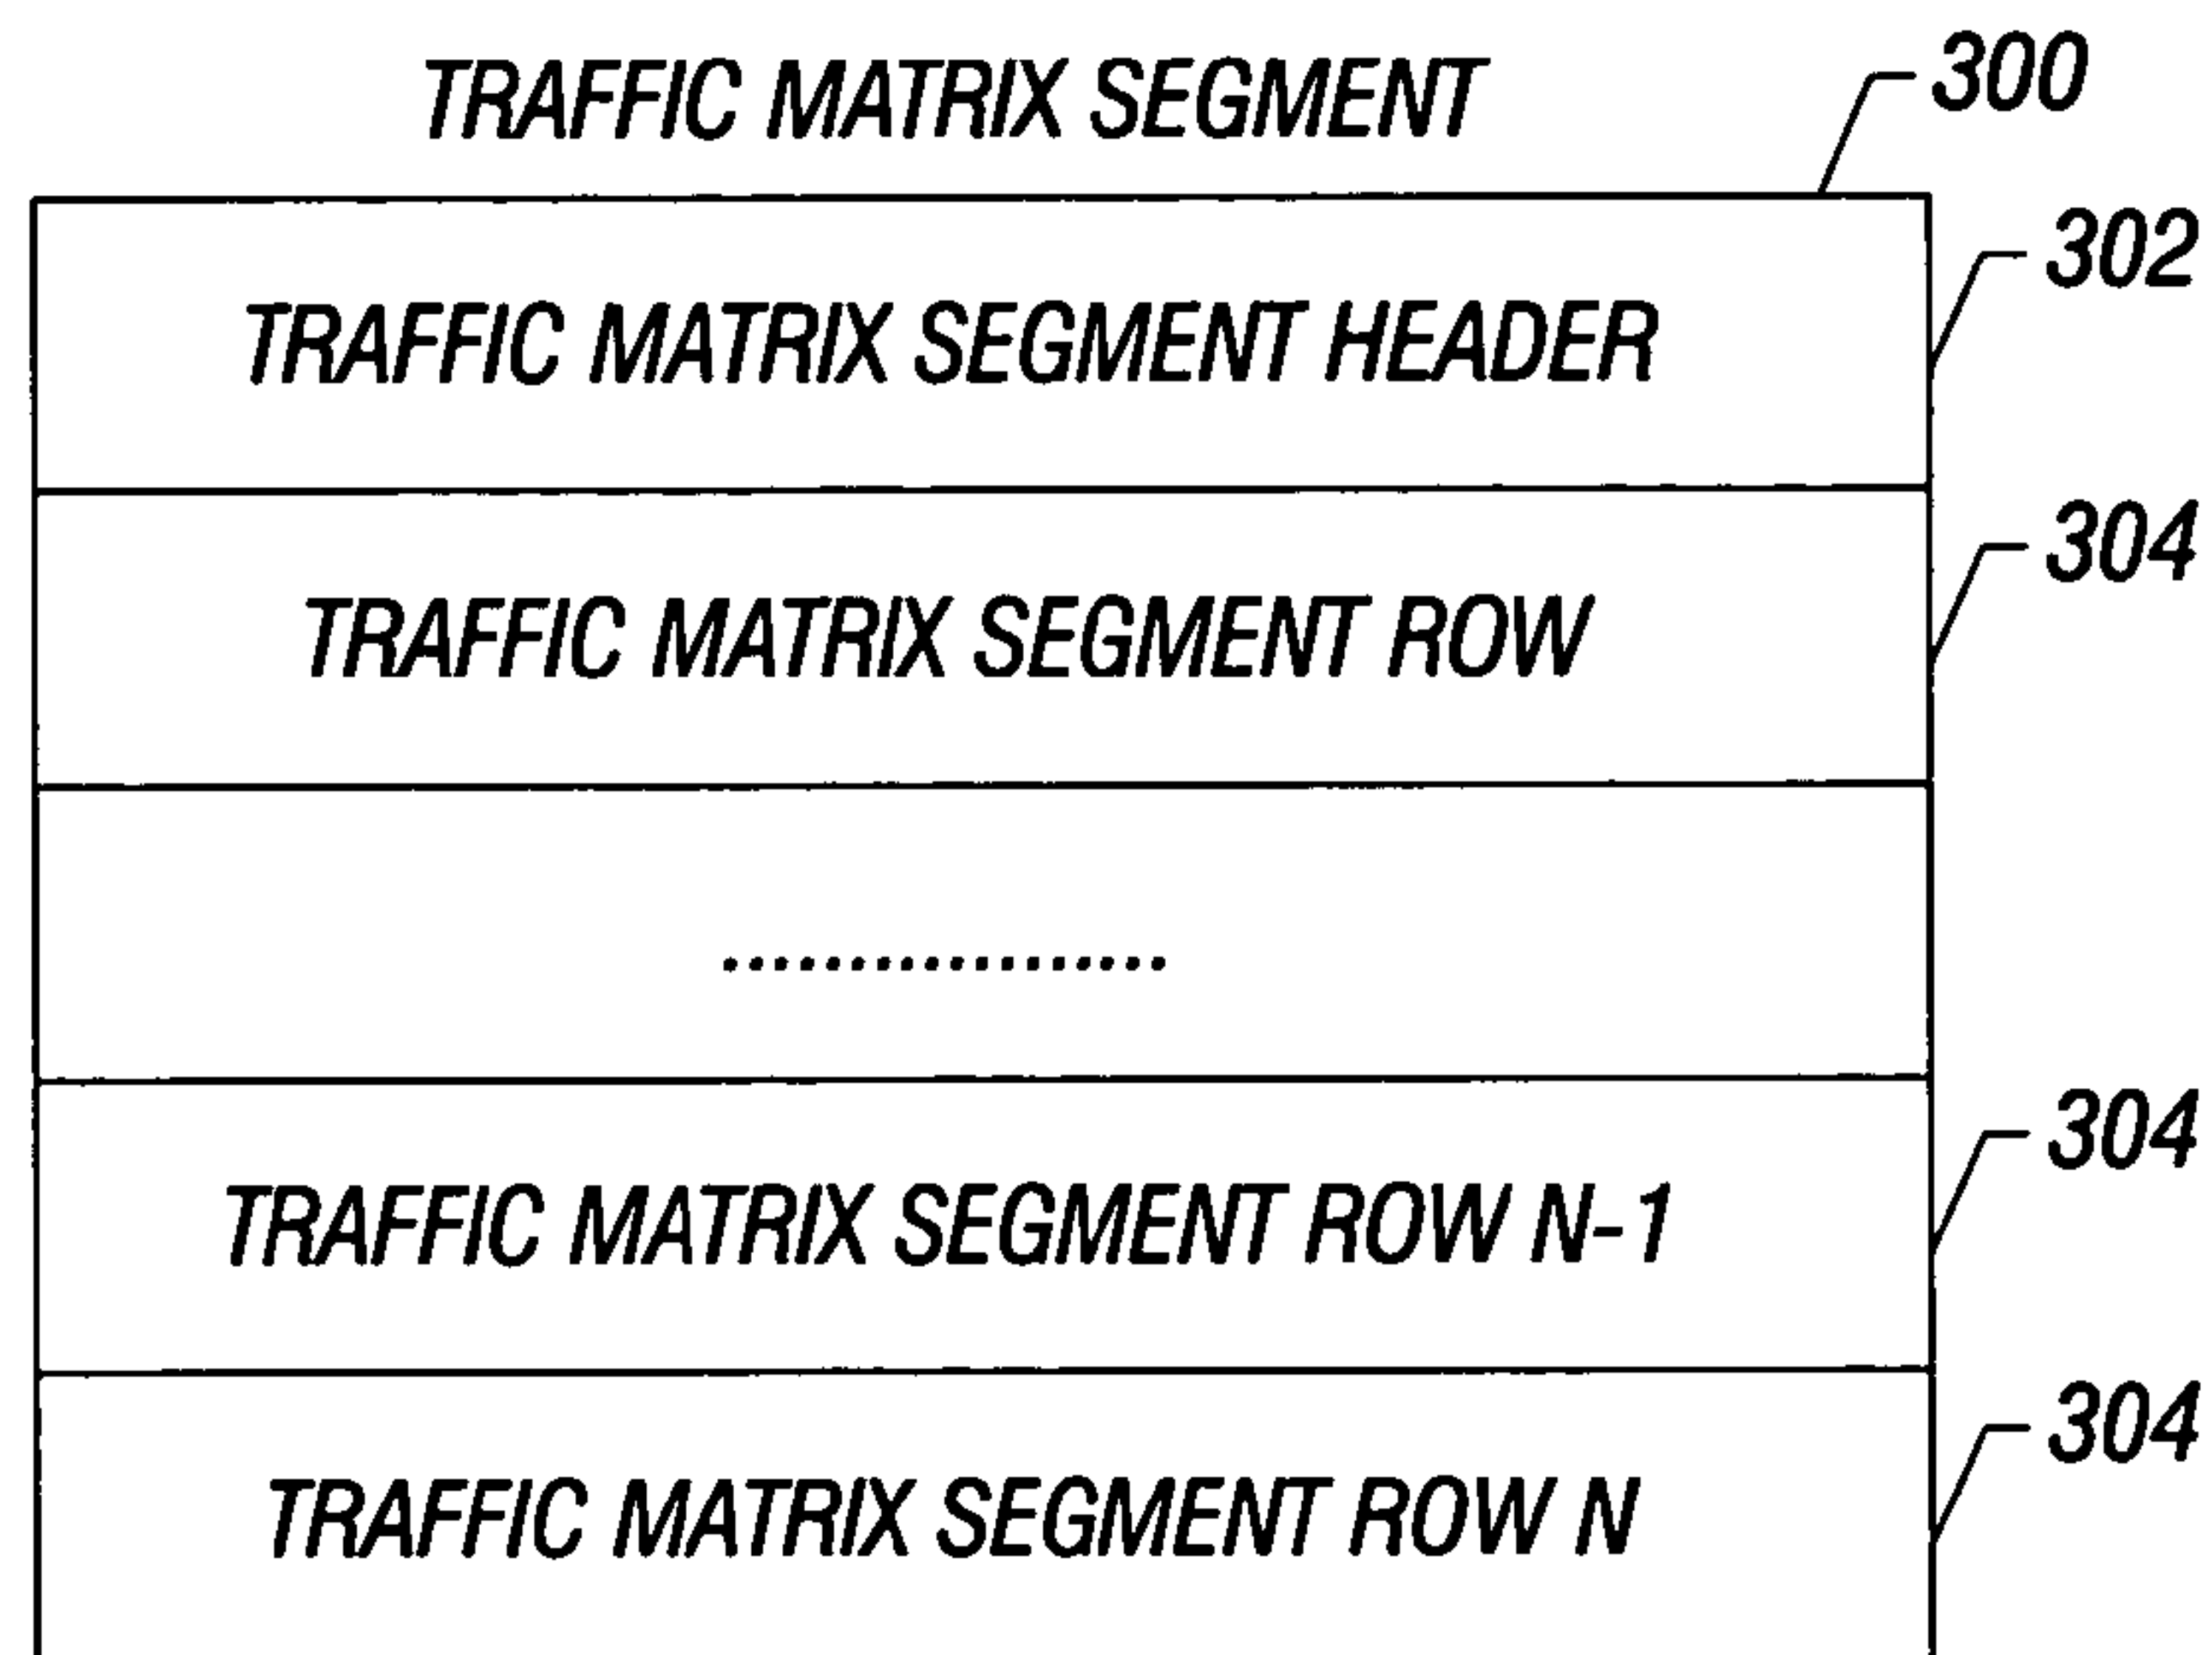 TRAFFIC MATRIX SEGMENT
300
302
TRAFFIC MATRIX SEGMENT HEADER
304
TRAFFIC MATRIX SEGMENT ROW
..................
304
TRAFFIC MATRIX SEGMENT ROW N-1
304
TRAFFIC MATRIX SEGMENT ROW N